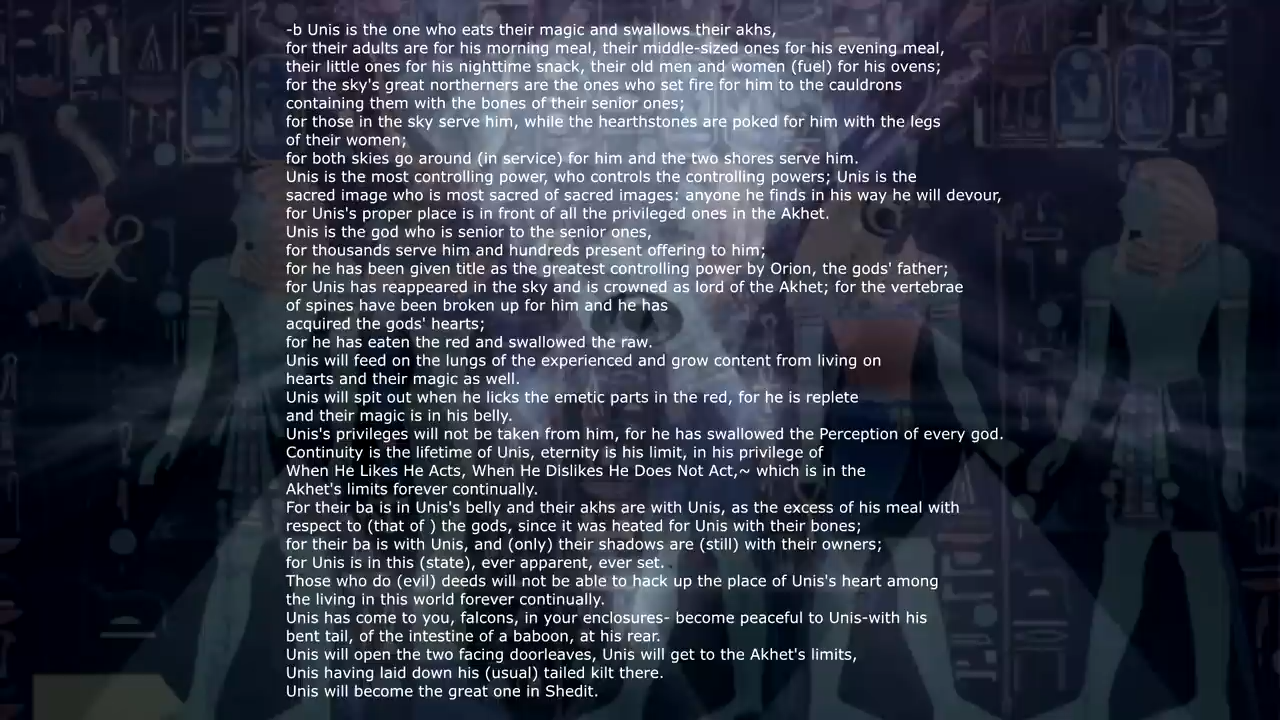 -b Unis is the one who eats their magic and swallows their akhs,
for their adults are for his morning meal, their middle-sized ones for his evening meal,
their little ones for his nighttime snack, their old men and women (fuel) for his ovens;
for the sky's great northerners are the ones who set fire for him to the cauldrons
containing them with the bones of their senior ones;
for those in the sky serve him, while the hearthstones are poked for him with the legs
of their women;
for both skies go around (in service) for him and the two shores serve him.
Unis is the most controlling power, who controls the controlling powers; Unis is the
sacred image who is most sacred of sacred images: anyone he finds in his way he will devour,
for Unis's proper place is in front of all the privileged ones in the Akhet.
Unis is the god who is senior to the senior ones,
for thousands serve him and hundreds present offering to him;
for he has been given title as the greatest controlling power by Orion, the gods' father;
for Unis has reappeared in the sky and is crowned as lord of the Akhet; for the vertebrae
of spines have been broken up for him and he has
acquired the gods' hearts;
for he has eaten the red and swallowed the raw.
Unis will feed on the lungs of the experienced and grow content from living on
hearts and their magic as well.
Unis will spit out when he licks the emetic parts in the red, for he is replete
and their magic is in his belly.
Unis's privileges will not be taken from him, for he has swallowed the Perception of every god.
Continuity is the lifetime of Unis, eternity is his limit, in his privilege of
When He Likes He Acts, When He Dislikes He Does Not Act,~ which is in the
Akhet's limits forever continually.
For their ba is in Unis's belly and their akhs are with Unis, as the excess of his meal with
respect to (that of ) the gods, since it was heated for Unis with their bones;
for their ba is with Unis, and (only) their shadows are (still) with their owners;
for Unis is in this (state), ever apparent, ever set.
Those who do (evil) deeds will not be able to hack up the place of Unis's heart among
the living in this world forever continually.
Unis has come to you, falcons, in your enclosures- become peaceful to Unis-with his
bent tail, of the intestine of a baboon, at his rear.
Unis will open the two facing doorleaves, Unis will get to the Akhet's limits,
Unis having laid down his (usual) tailed kilt there.
Unis will become the great one in Shedit.